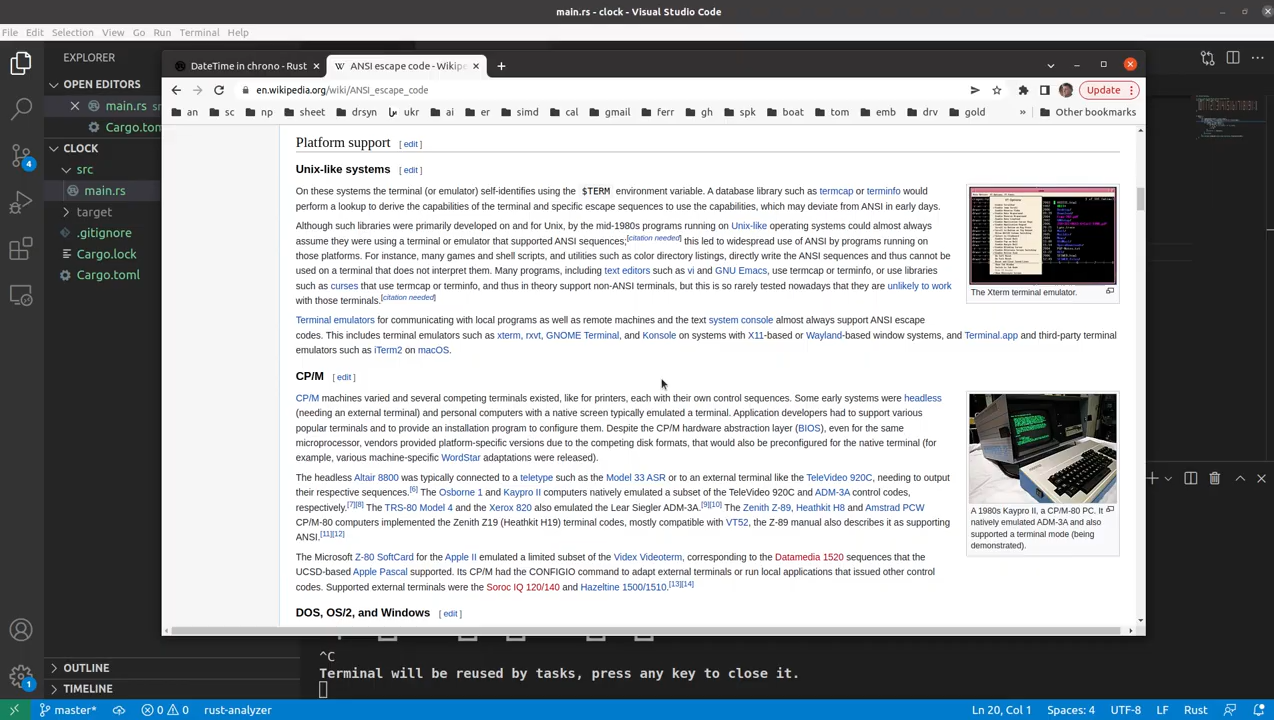 main.rs - clock - Visual Studio Code
File Edit Selection View Go Run Terminal Help
EXPLORER
OPEN EDITORS
main.rs
Cargo.tom
CLOCK
src
main.rs
target
.gitignore
Cargo.lock
Cargo.toml
4
DateTime in chrono - Rust
W ANSI escape code - Wikipe
en.wikipedia.org/wiki/ANSI_escape_code
Update
an sc np sheet drsyn ukr ai er simd cal gmail ferr gh spk boat tom emb drv gold » Other bookmarks
Platform support [ edit ]
Unix-like systems [ edit ]
On these systems the terminal (or emulator) self-identifies using the $TERM environment variable. A database library such as termcap or terminfo would
perform a lookup to derive the capabilities of the terminal and specific escape sequences to use the capabilities, which may deviate from ANSI in early days.
Although such libraries were primarily developed on and for Unix, by the mid-1980s programs running on Unix-like operating systems could almost always
assume they were using a terminal or emulator that supported ANSI sequences;[citation needed] this led to widespread use of ANSI by programs running on
those platforms. For instance, many games and shell scripts, and utilities such as color directory listings, directly write the ANSI sequences and thus cannot be
used on a terminal that does not interpret them. Many programs, including text editors such as vi and GNU Emacs, use termcap or terminfo, or use libraries
such as curses that use termcap or terminfo, and thus in theory support non-ANSI terminals, but this is so rarely tested nowadays that they are unlikely to work
with those terminals.[citation needed]
The Xterm terminal emulator.
Terminal emulators for communicating with local programs as well as remote machines and the text system console almost always support ANSI escape
codes. This includes terminal emulators such as xterm, rxvt, GNOME Terminal, and Konsole on systems with X11-based or Wayland-based window systems, and Terminal.app and third-party terminal
emulators such as iTerm2 on macOS.
CP/M [ edit ]
CP/M machines varied and several competing terminals existed, like for printers, each with their own control sequences. Some early systems were headless
(needing an external terminal) and personal computers with a native screen typically emulated a terminal. Application developers had to support various
popular terminals and to provide an installation program to configure them. Despite the CP/M hardware abstraction layer (BIOS), even for the same
microprocessor, vendors provided platform-specific versions due to the competing disk formats, that would also be preconfigured for the native terminal (for
example, various machine-specific WordStar adaptations were released).
The headless Altair 8800 was typically connected to a teletype such as the Model 33 ASR or to an external terminal like the TeleVideo 920C, needing to output
their respective sequences.[6] The Osborne 1 and Kaypro II computers natively emulated a subset of the TeleVideo 920C and ADM-3A control codes,
respectively.[7][8] The TRS-80 Model 4 and the Xerox 820 also emulated the Lear Siegler ADM-3A.[9][10] The Zenith Z-89, Heathkit H8 and Amstrad PCW
CP/M-80 computers implemented the Zenith Z19 (Heathkit H19) terminal codes, mostly compatible with VT52, the Z-89 manual also describes it as supporting
ANSI.[11][12]
A 1980s Kaypro II, a CP/M-80 PC. It
natively emulated ADM-3A and also
supported a terminal mode (being
demonstrated).
The Microsoft Z-80 SoftCard for the Apple II emulated a limited subset of the Videx Videoterm, corresponding to the Datamedia 1520 sequences that the
UCSD-based Apple Pascal supported. Its CP/M had the CONFIGIO command to adapt external terminals or run local applications that issued other control
codes. Supported external terminals were the Soroc IQ 120/140 and Hazeltine 1500/1510.[13][14]
DOS, OS/2, and Windows [ edit ]
^C
Terminal will be reused by tasks, press any key to close it.
OUTLINE
TIMELINE
1
master* 0 0 rust-analyzer Ln 20, Col 1 Spaces: 4 UTF-8 LF Rust